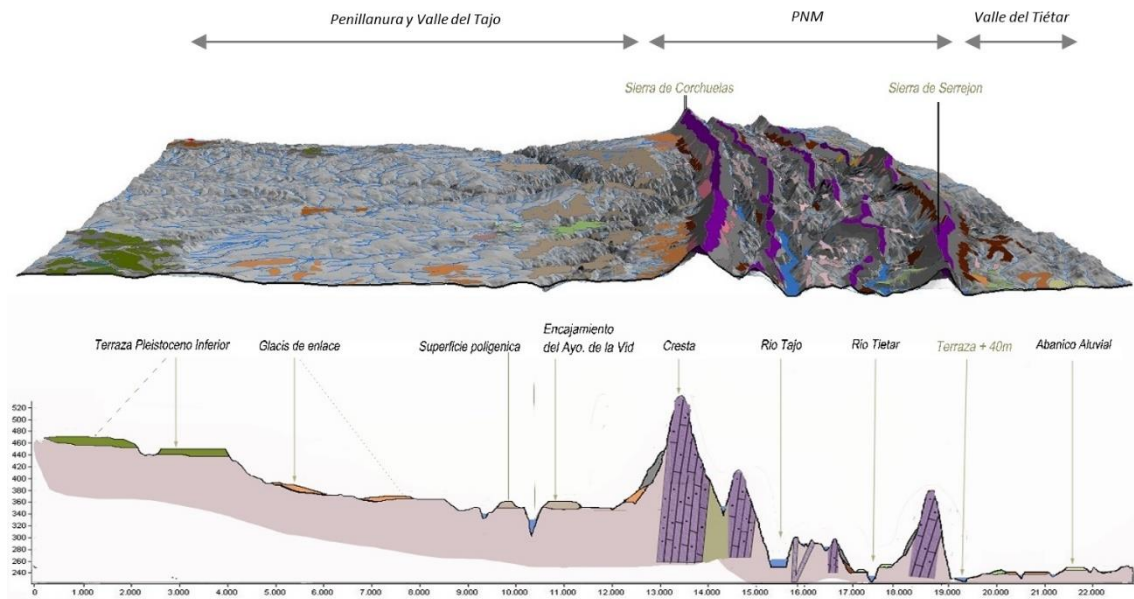 Penillanura y Valle del Tajo
PNM
Valle del Tiétar
Sierra de Corchuelas
Sierra de Serrejon
Terraza Pleistoceno Inferior
Glacis de enlace
Superficie poligenica
Encajamiento
del Ayo. de la Vid
Cresta
Rio Tajo
Rio Tietar
Terraza + 40m
Abanico Aluvial
520
480
460
440
400
380
340
300
280
260
240
0
1.000
2.000
3.000
4.000
5.000
6.000
7.000
8.000
9.000
10.000
11.000
12.000
13.000
14.000
15.000
16.000
17.000
18.000
19.000
20.000
21.000
22.000